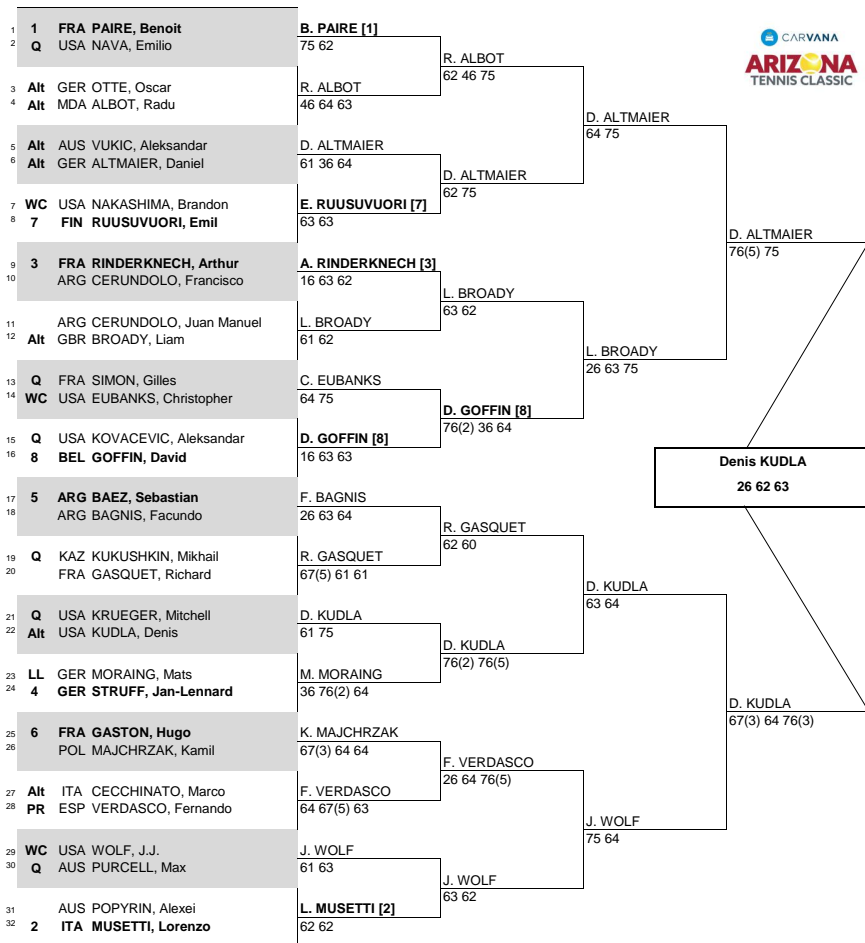 CARVANA
ARIZONA
TENNIS CLASSIC
1 1 FRA PAIRE, Benoit
2 Q USA NAVA, Emilio
3 Alt GER OTTE, Oscar
4 Alt MDA ALBOT, Radu
5 Alt AUS VUKIC, Aleksandar
6 Alt GER ALTMAIER, Daniel
7 WC USA NAKASHIMA, Brandon
8 7 FIN RUUSUVUORI, Emil
9 3 FRA RINDERKNECH, Arthur
10 ARG CERUNDOLO, Francisco
11 ARG CERUNDOLO, Juan Manuel
12 Alt GBR BROADY, Liam
13 Q FRA SIMON, Gilles
14 WC USA EUBANKS, Christopher
15 Q USA KOVACEVIC, Aleksandar
16 8 BEL GOFFIN, David
17 5 ARG BAEZ, Sebastian
18 ARG BAGNIS, Facundo
19 Q KAZ KUKUSHKIN, Mikhail
20 FRA GASQUET, Richard
21 Q USA KRUEGER, Mitchell
22 Alt USA KUDLA, Denis
23 LL GER MORAING, Mats
24 4 GER STRUFF, Jan-Lennard
25 6 FRA GASTON, Hugo
26 POL MAJCHRZAK, Kamil
27 Alt ITA CECCHINATO, Marco
28 PR ESP VERDASCO, Fernando
29 WC USA WOLF, J.J.
30 Q AUS PURCELL, Max
31 AUS POPYRIN, Alexei
32 2 ITA MUSETTI, Lorenzo
B. PAIRE [1]
75 62
R. ALBOT
46 64 63
D. ALTMAIER
61 36 64
E. RUUSUVUORI [7]
63 63
A. RINDERKNECH [3]
16 63 62
L. BROADY
61 62
C. EUBANKS
64 75
D. GOFFIN [8]
16 63 63
F. BAGNIS
26 63 64
R. GASQUET
67(5) 61 61
D. KUDLA
61 75
M. MORAING
36 76(2) 64
K. MAJCHRZAK
67(3) 64 64
F. VERDASCO
64 67(5) 63
J. WOLF
61 63
L. MUSETTI [2]
62 62
R. ALBOT
62 46 75
D. ALTMAIER
62 75
L. BROADY
63 62
D. GOFFIN [8]
76(2) 36 64
R. GASQUET
62 60
D. KUDLA
76(2) 76(5)
F. VERDASCO
26 64 76(5)
J. WOLF
63 62
D. ALTMAIER
64 75
L. BROADY
26 63 75
D. KUDLA
63 64
J. WOLF
75 64
D. ALTMAIER
76(5) 75
D. KUDLA
67(3) 64 76(3)
Denis KUDLA
26 62 63